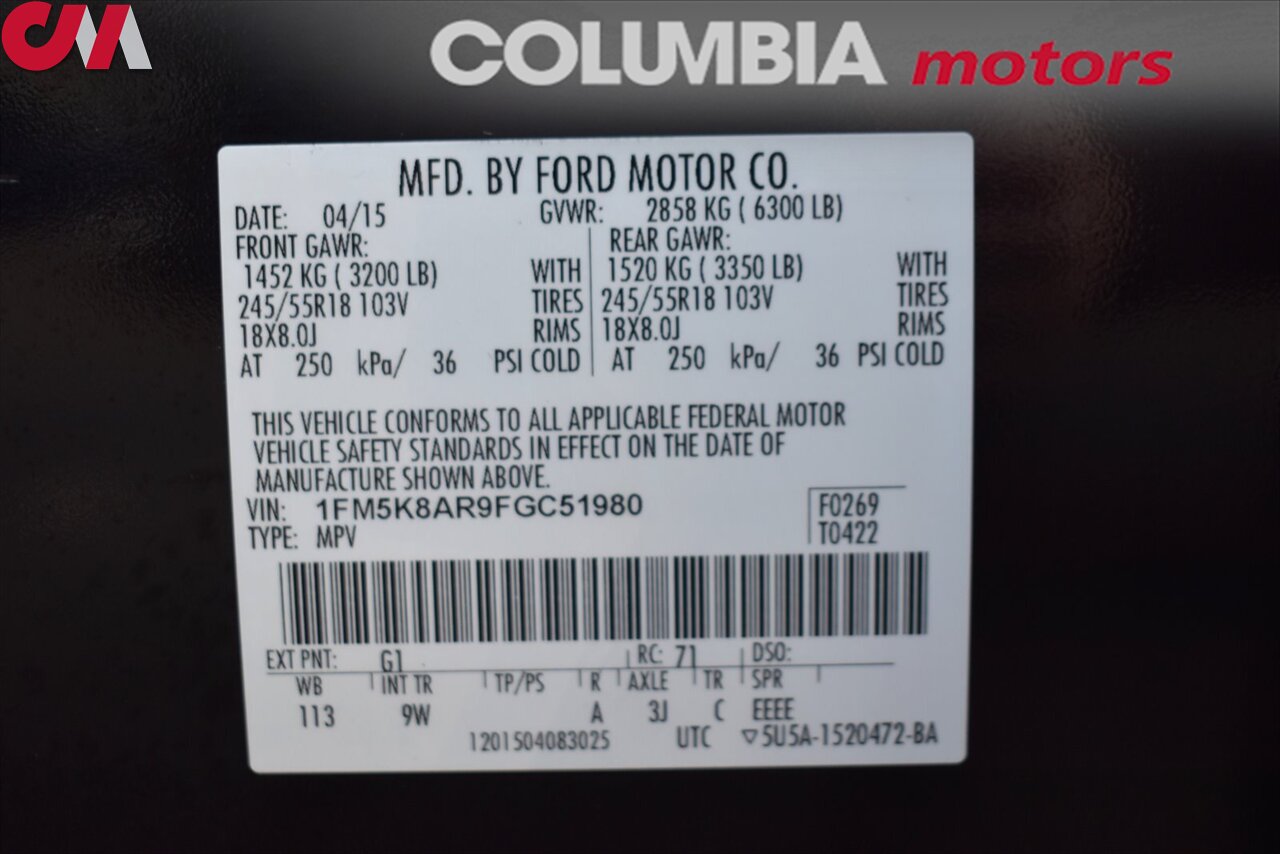 CM
COLUMBIA motors
MFD. BY FORD MOTOR CO.
DATE: 04/15 GVWR: 2858 KG ( 6300 LB)
FRONT GAWR: REAR GAWR:
1452 KG ( 3200 LB) WITH 1520 KG ( 3350 LB) WITH
245/55R18 103V TIRES 245/55R18 103V TIRES
18X8.0J RIMS 18X8.0J RIMS
AT 250 kPa/ 36 PSI COLD AT 250 kPa/ 36 PSI COLD
THIS VEHICLE CONFORMS TO ALL APPLICABLE FEDERAL MOTOR
VEHICLE SAFETY STANDARDS IN EFFECT ON THE DATE OF
MANUFACTURE SHOWN ABOVE.
VIN: 1FM5K8AR9FGC51980 F0269
TYPE: MPV T0422
EXT PNT: G1 RC: 71 DSO:
WB INT TR TP/PS R AXLE TR SPR
113 9W A 3J C EEEE
1201504083025 UTC ▽5U5A-1520472-BA